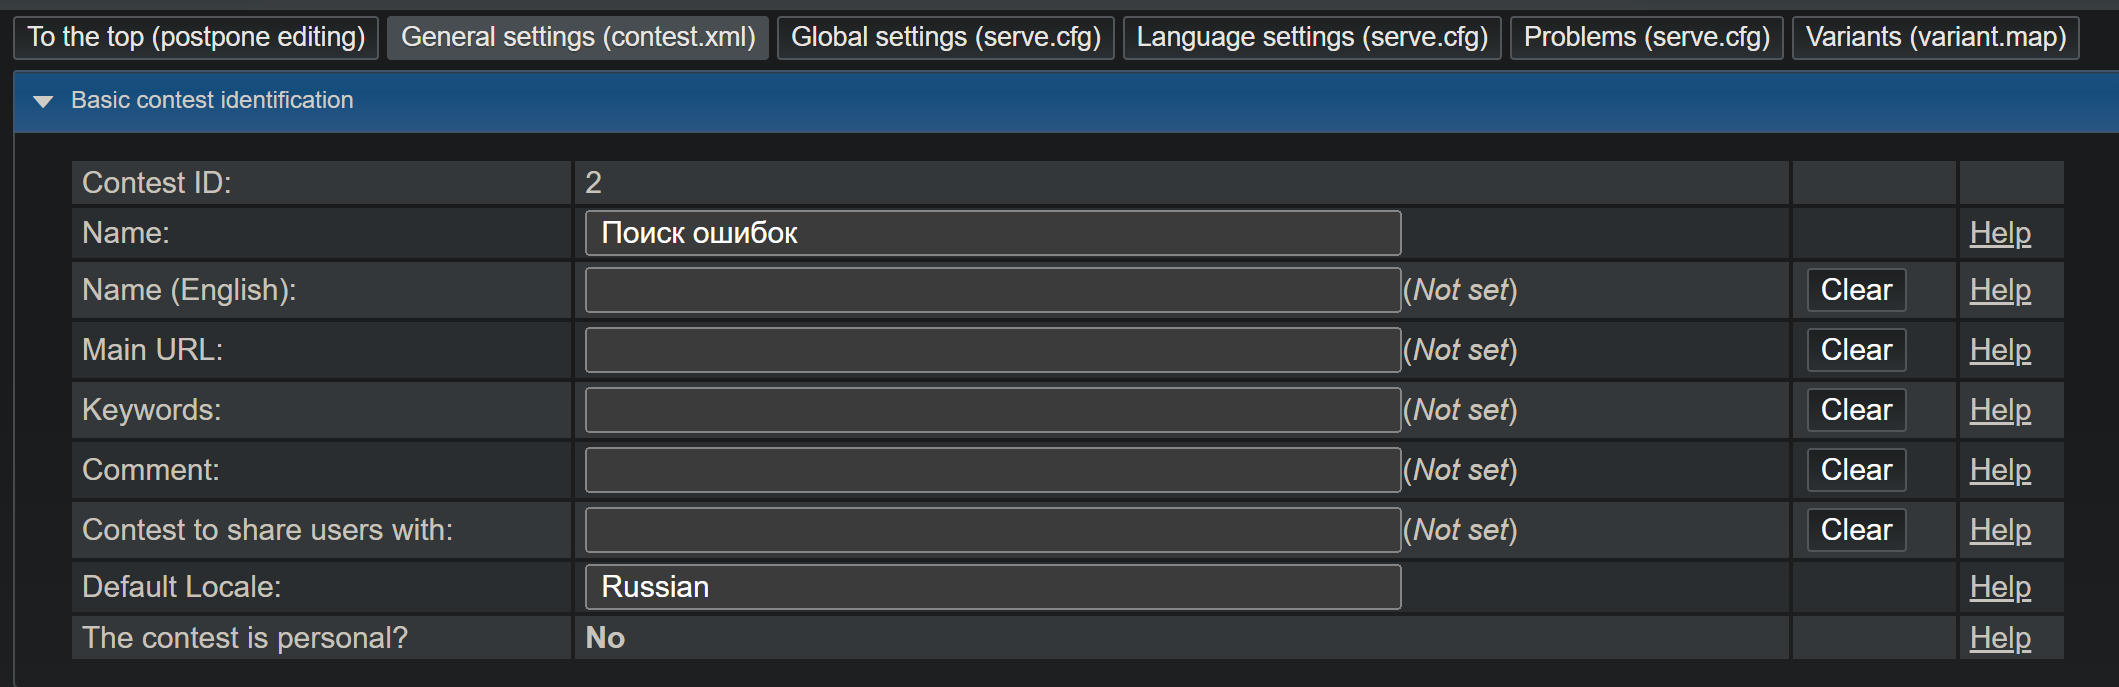 To the top (postpone editing) General settings (contest.xml) Global settings (serve.cfg) Language settings (serve.cfg) Problems (serve.cfg) Variants (variant.map)
Basic contest identification
Contest ID: 2
Name: Поиск ошибок Help
Name (English): (Not set) Clear Help
Main URL: (Not set) Clear Help
Keywords: (Not set) Clear Help
Comment: (Not set) Clear Help
Contest to share users with: (Not set) Clear Help
Default Locale: Russian Help
The contest is personal? No Help